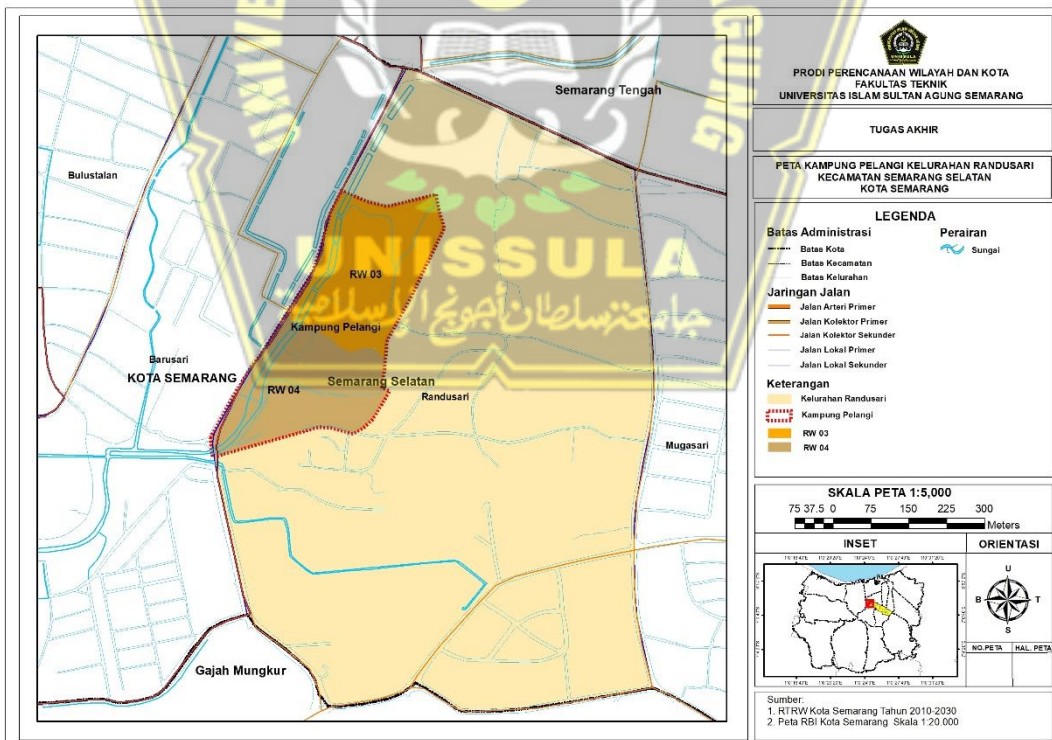 UNIVE
AGUNG
UNISSULA
جامعننسلطان أجونج الإسلامية
Semarang Tengah
Bulustalan
RW 03
Kampung Pelangi
Barusari
KOTA SEMARANG
RW 04
Semarang Selatan
Randusari
Mugasari
Gajah Mungkur
UNISSULA
PRODI PERENCANAAN WILAYAH DAN KOTA
FAKULTAS TEKNIK
UNIVERSITAS ISLAM SULTAN AGUNG SEMARANG
TUGAS AKHIR
PETA KAMPUNG PELANGI KELURAHAN RANDUSARI
KECAMATAN SEMARANG SELATAN
KOTA SEMARANG
LEGENDA
Batas Administrasi
Batas Kota
Batas Kecamatan
Batas Kelurahan
Perairan
Sungai
Jaringan Jalan
Jalan Arteri Primer
Jalan Kolektor Primer
Jalan Kolektor Sekunder
Jalan Lokal Primer
Jalan Lokal Sekunder
Keterangan
Kelurahan Randusari
Kampung Pelangi
RW 03
RW 04
SKALA PETA 1:5,000
75 37.5 0 75 150 225 300
Meters
INSET
ORIENTASI
U
B T
S
NO.PETA HAL. PETA
Sumber:
1. RTRW Kota Semarang Tahun 2010-2030
2. Peta RBI Kota Semarang Skala 1:20.000